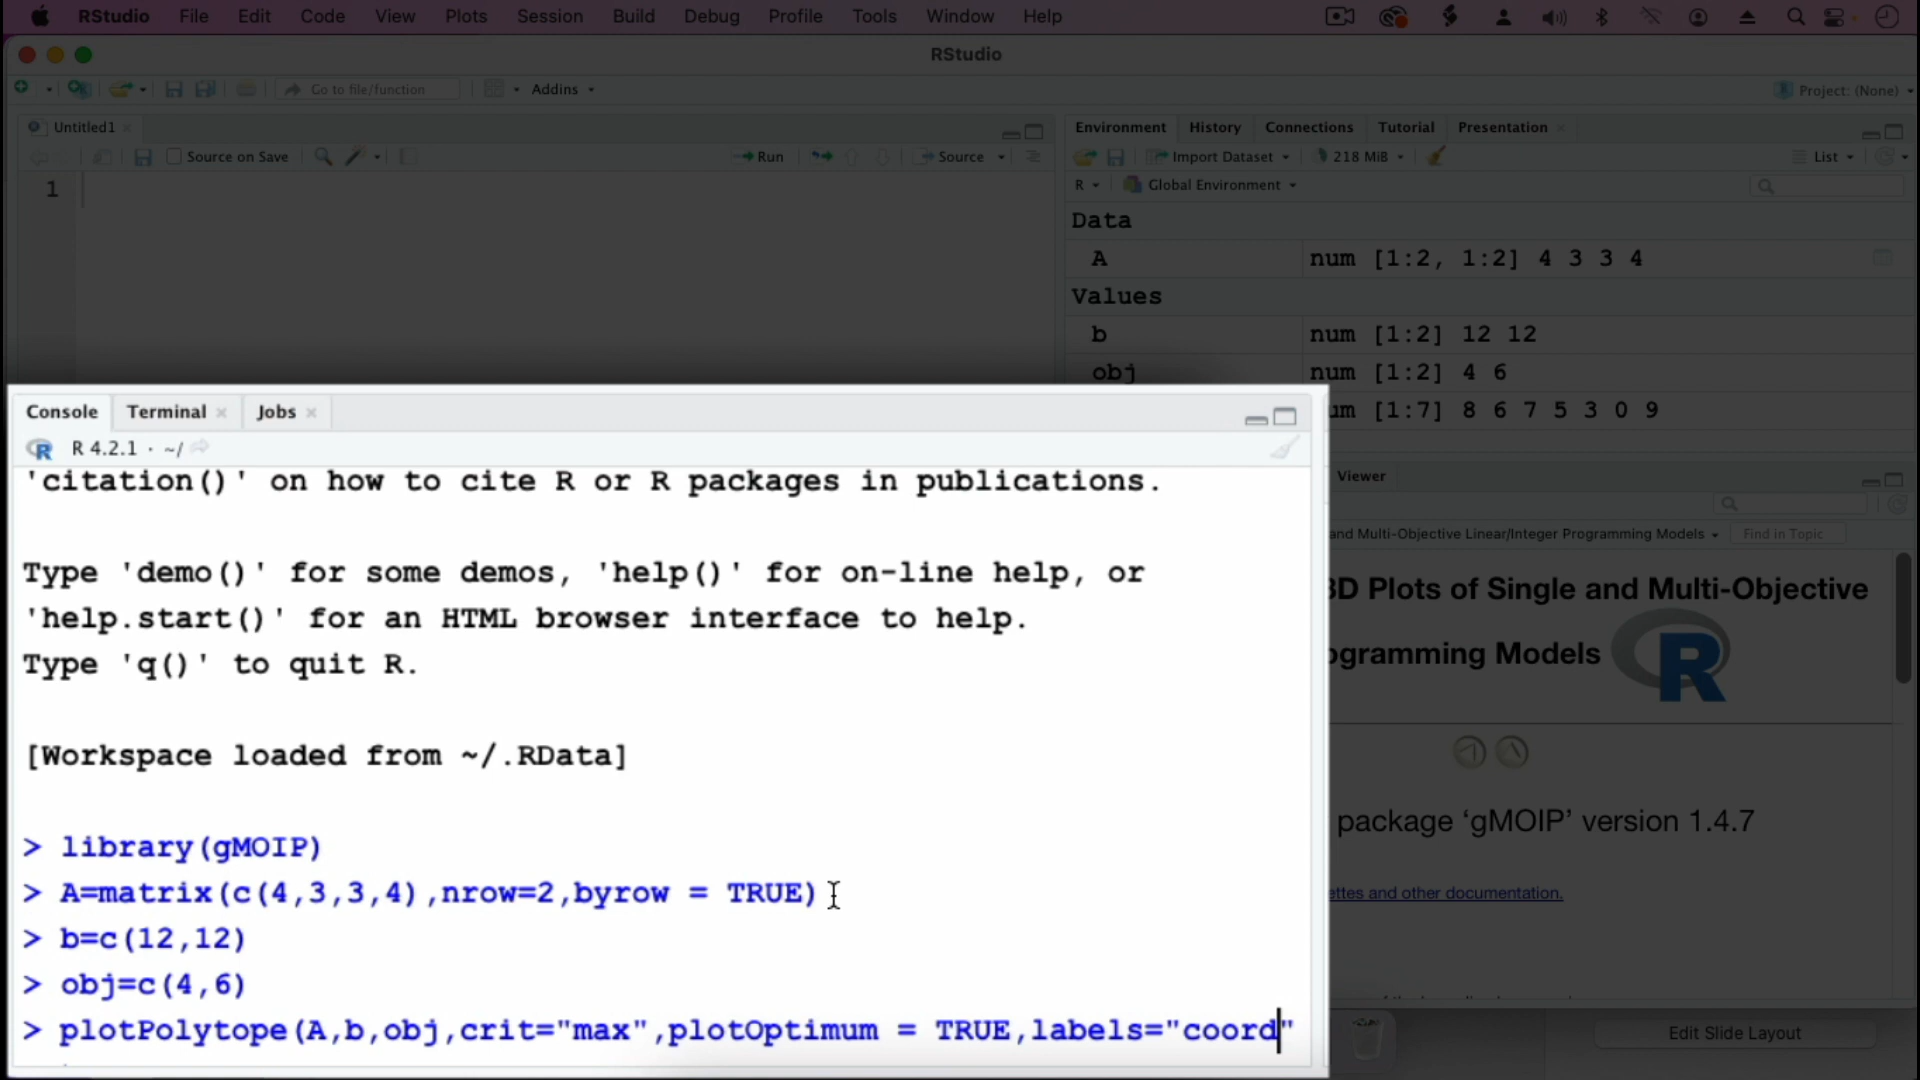 RStudio File Edit Code View Plots Session Build Debug Profile Tools Window Help
RStudio
Go to file/function Addins Project: (None)
Untitled1
Source on Save Run Source
1
Environment History Connections Tutorial Presentation
Import Dataset 218 MiB List
R Global Environment
Data
A num [1:2, 1:2] 4 3 3 4
Values
b num [1:2] 12 12
obj num [1:2] 4 6
um [1:7] 8 6 7 5 3 0 9
Console Terminal Jobs
R 4.2.1 · ~/
'citation()' on how to cite R or R packages in publications.
Type 'demo()' for some demos, 'help()' for on-line help, or
'help.start()' for an HTML browser interface to help.
Type 'q()' to quit R.
[Workspace loaded from ~/.RData]
> library(gMOIP)
> A=matrix(c(4,3,3,4),nrow=2,byrow = TRUE)
> b=c(12,12)
> obj=c(4,6)
> plotPolytope(A,b,obj,crit="max",plotOptimum = TRUE,labels="coord"
Viewer
and Multi-Objective Linear/Integer Programming Models Find in Topic
3D Plots of Single and Multi-Objective
ogramming Models R
package ‘gMOIP’ version 1.4.7
ettes and other documentation.
Edit Slide Layout